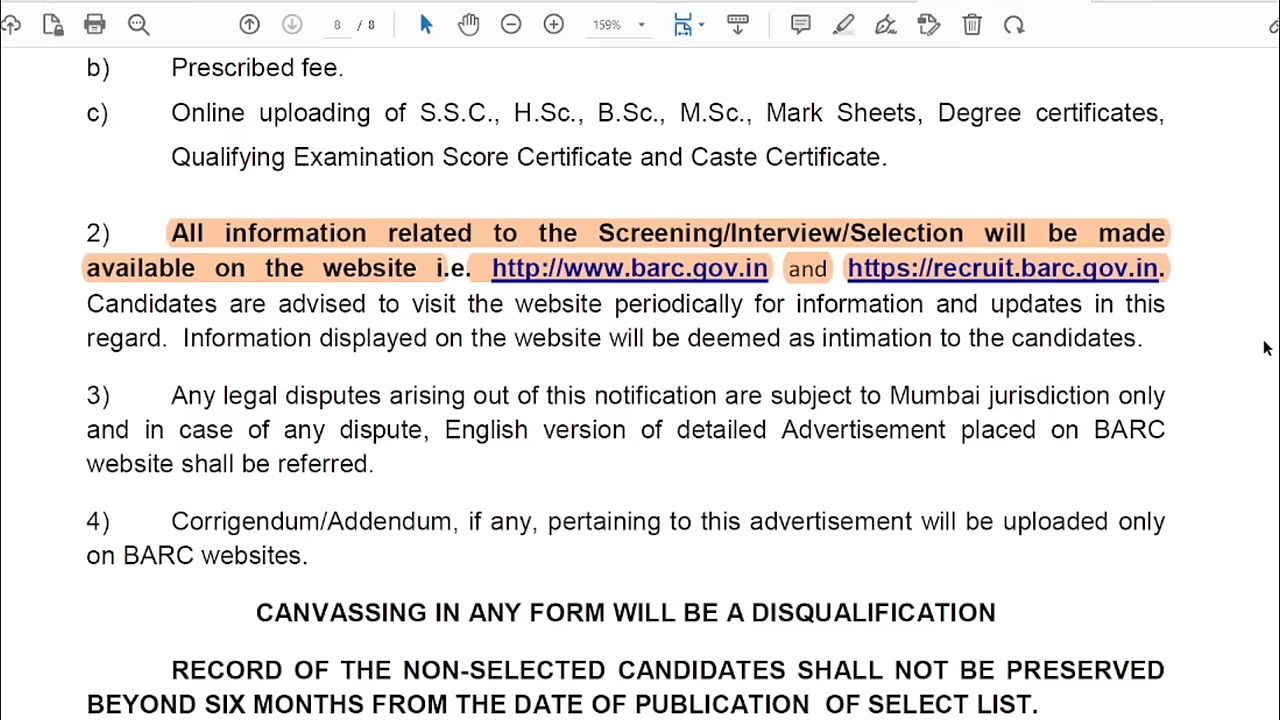 8 / 8 159%
b) Prescribed fee.
c) Online uploading of S.S.C., H.Sc., B.Sc., M.Sc., Mark Sheets, Degree certificates,
Qualifying Examination Score Certificate and Caste Certificate.
2) All information related to the Screening/Interview/Selection will be made
available on the website i.e. http://www.barc.gov.in and https://recruit.barc.gov.in.
Candidates are advised to visit the website periodically for information and updates in this
regard. Information displayed on the website will be deemed as intimation to the candidates.
3) Any legal disputes arising out of this notification are subject to Mumbai jurisdiction only
and in case of any dispute, English version of detailed Advertisement placed on BARC
website shall be referred.
4) Corrigendum/Addendum, if any, pertaining to this advertisement will be uploaded only
on BARC websites.
CANVASSING IN ANY FORM WILL BE A DISQUALIFICATION
RECORD OF THE NON-SELECTED CANDIDATES SHALL NOT BE PRESERVED
BEYOND SIX MONTHS FROM THE DATE OF PUBLICATION OF SELECT LIST.